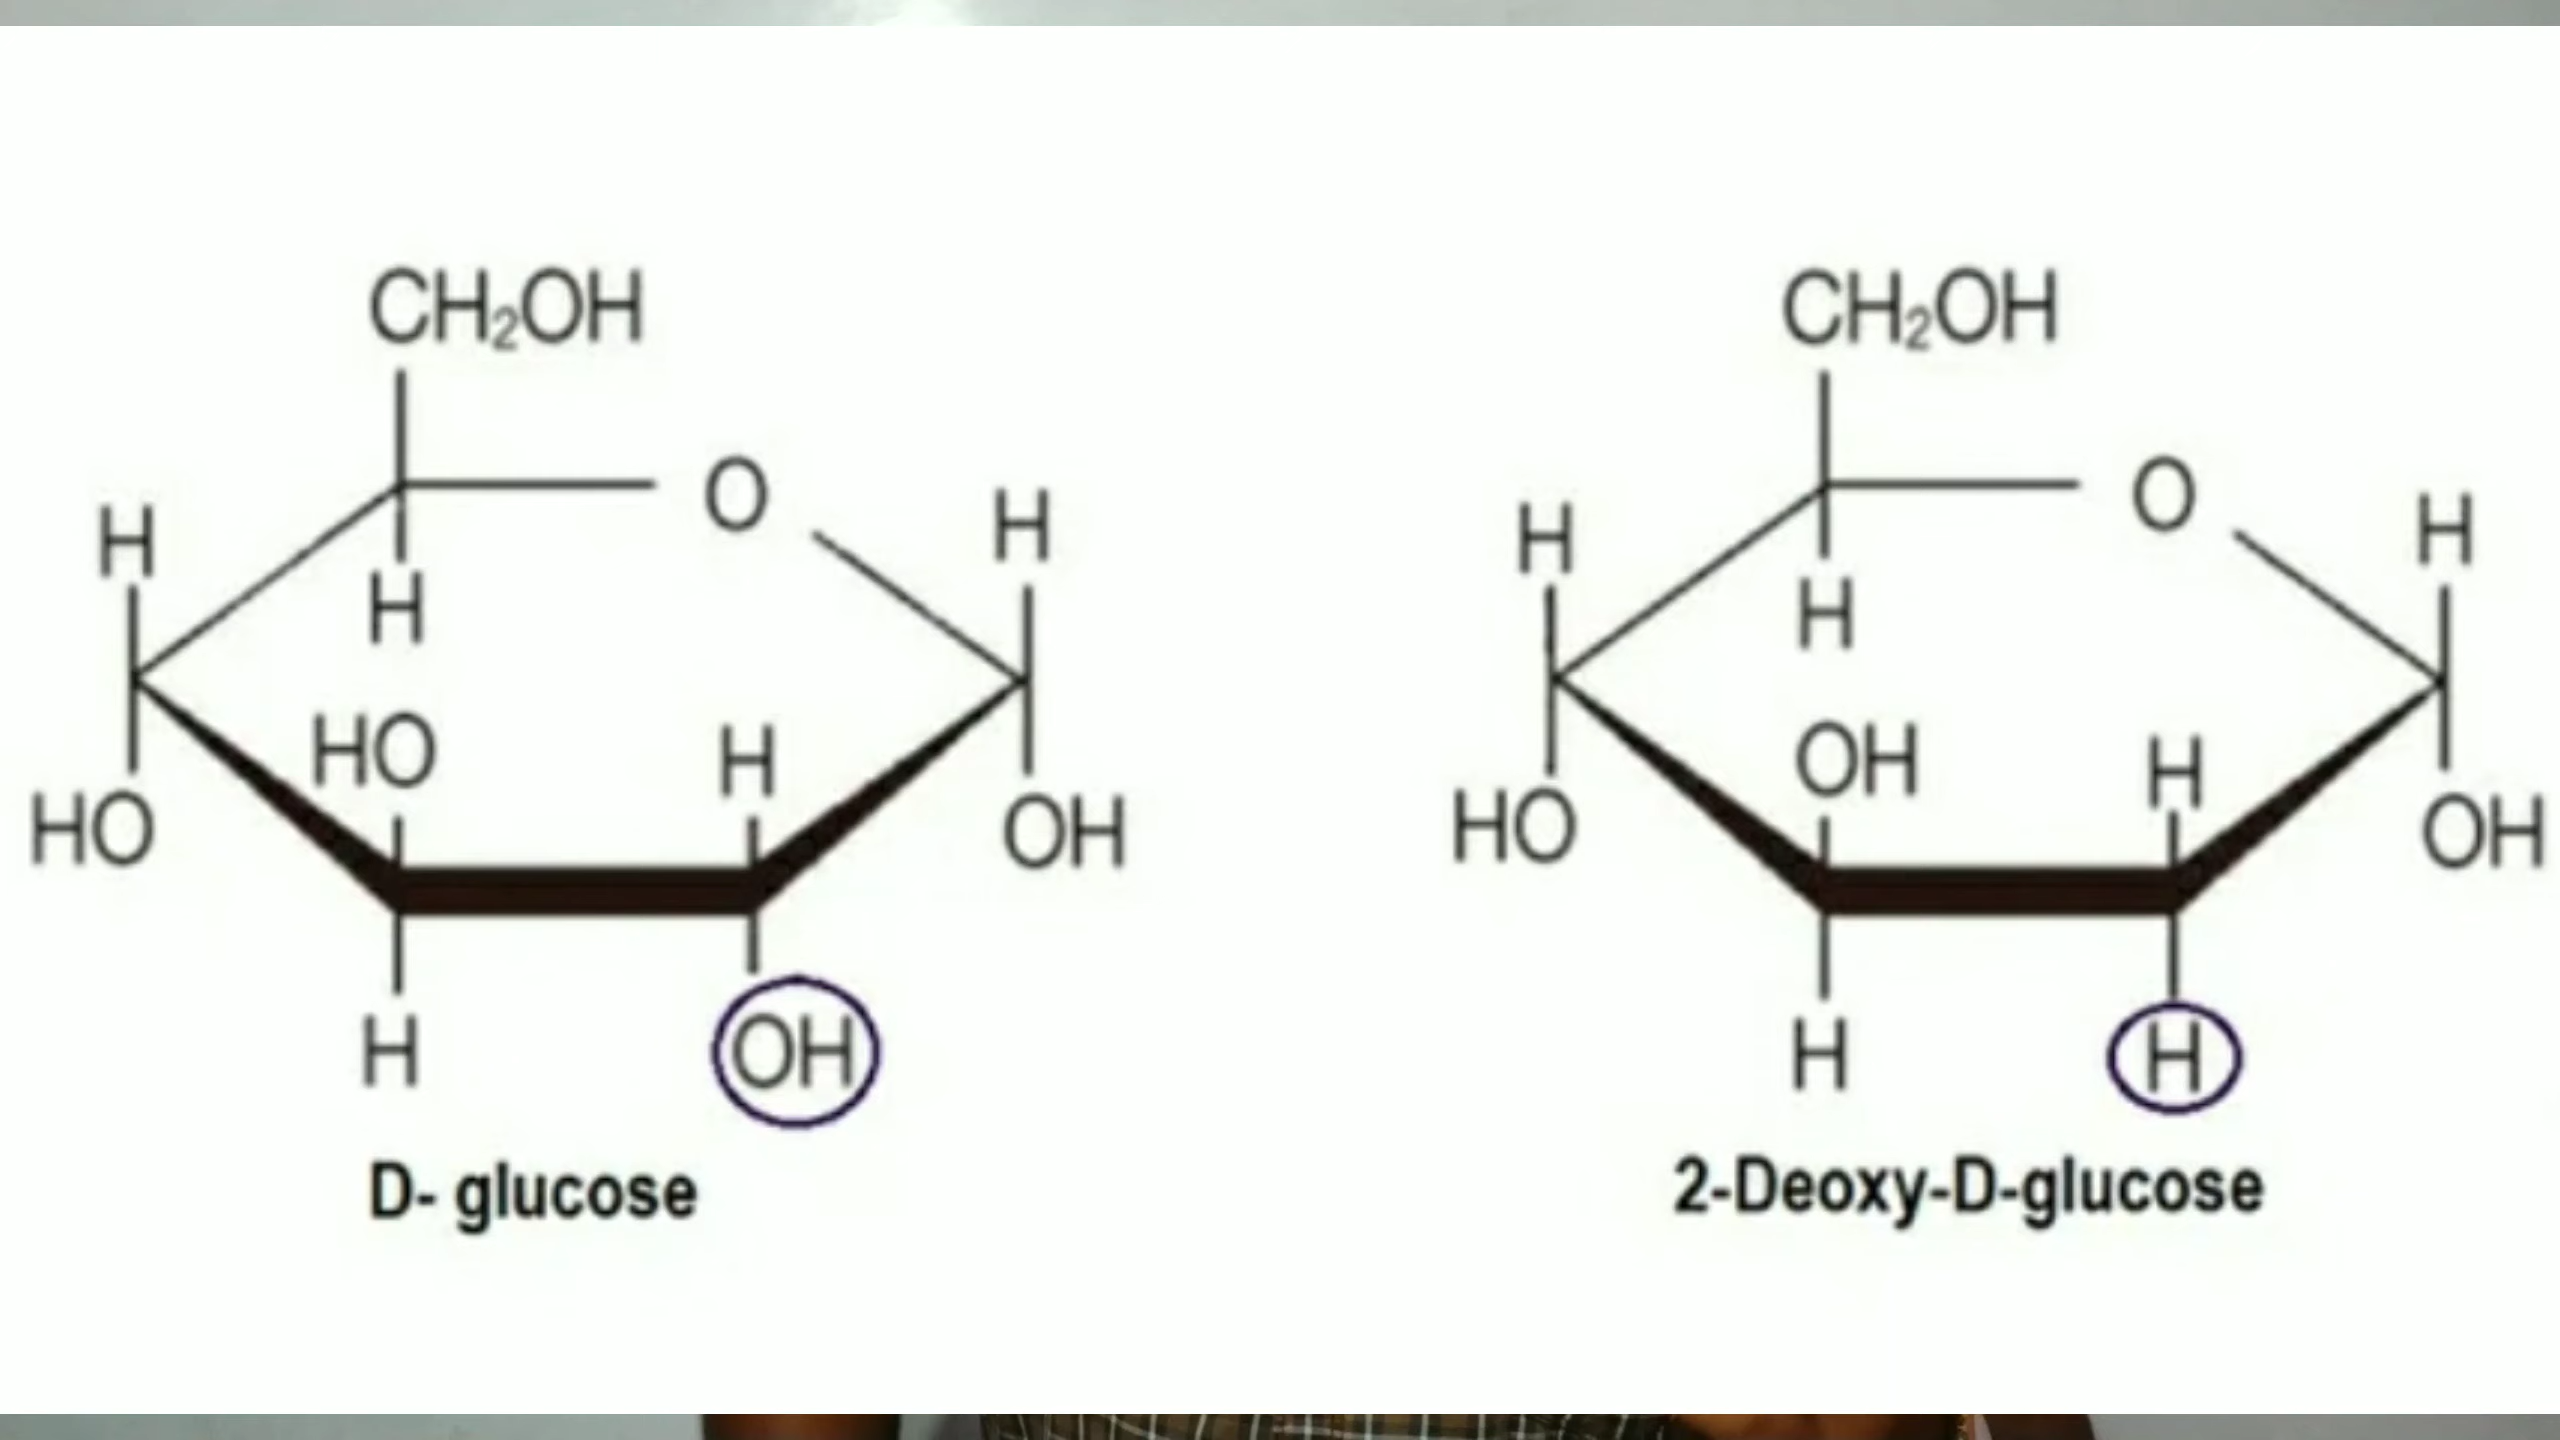 CH₂OH CH₂OH
O O
H H H H
H H
HO H OH H
HO OH HO OH
H OH H H
D- glucose 2-Deoxy-D-glucose